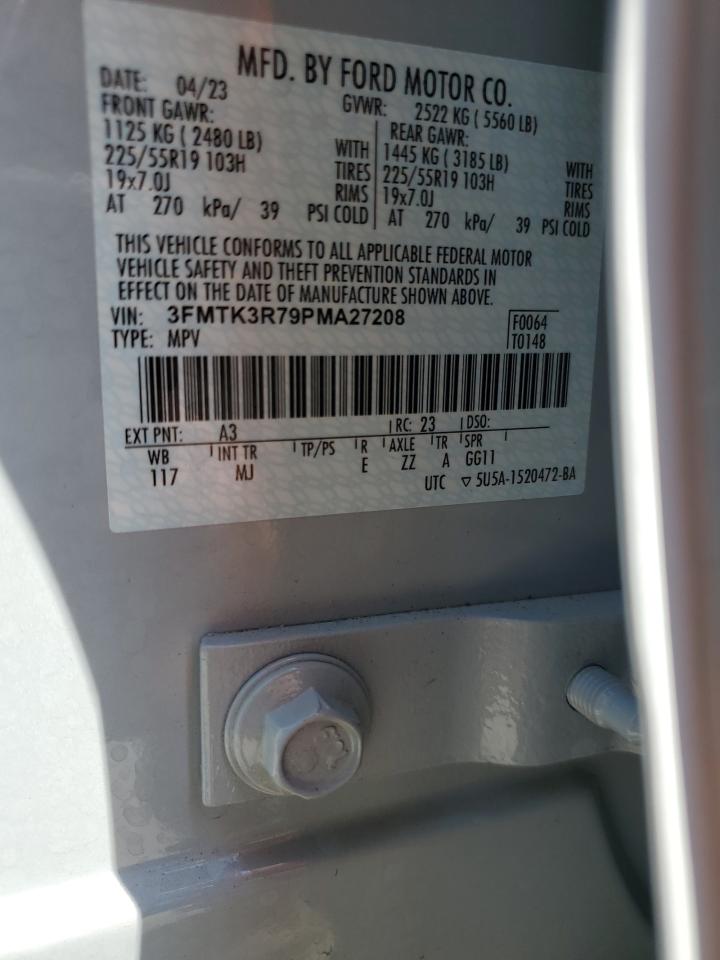 MFD. BY FORD MOTOR CO.
DATE: 04/23 GVWR: 2522 KG ( 5560 LB)
FRONT GAWR: REAR GAWR:
1125 KG ( 2480 LB) WITH 1445 KG ( 3185 LB) WITH
225/55R19 103H TIRES 225/55R19 103H TIRES
19x7.0J RIMS 19x7.0J RIMS
AT 270 kPa/ 39 PSI COLD AT 270 kPa/ 39 PSI COLD
THIS VEHICLE CONFORMS TO ALL APPLICABLE FEDERAL MOTOR
VEHICLE SAFETY AND THEFT PREVENTION STANDARDS IN
EFFECT ON THE DATE OF MANUFACTURE SHOWN ABOVE.
VIN: 3FMTK3R79PMA27208 F0064
TYPE: MPV T0148
EXT PNT: A3 RC: 23 DSO:
WB INT TR TP/PS R AXLE TR SPR
117 MJ E ZZ A GG11
UTC ▽ 5U5A-1520472-BA